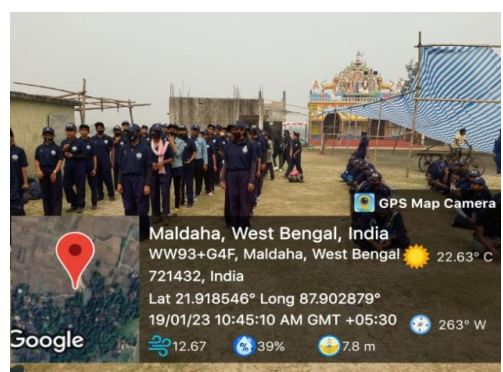 GPS Map Camera
Maldaha, West Bengal, India
WW93+G4F, Maldaha, West Bengal
721432, India
22.63° C
Lat 21.918546° Long 87.902879°
19/01/23 10:45:10 AM GMT +05:30
263° W
Google
12.67
39%
7.8 m